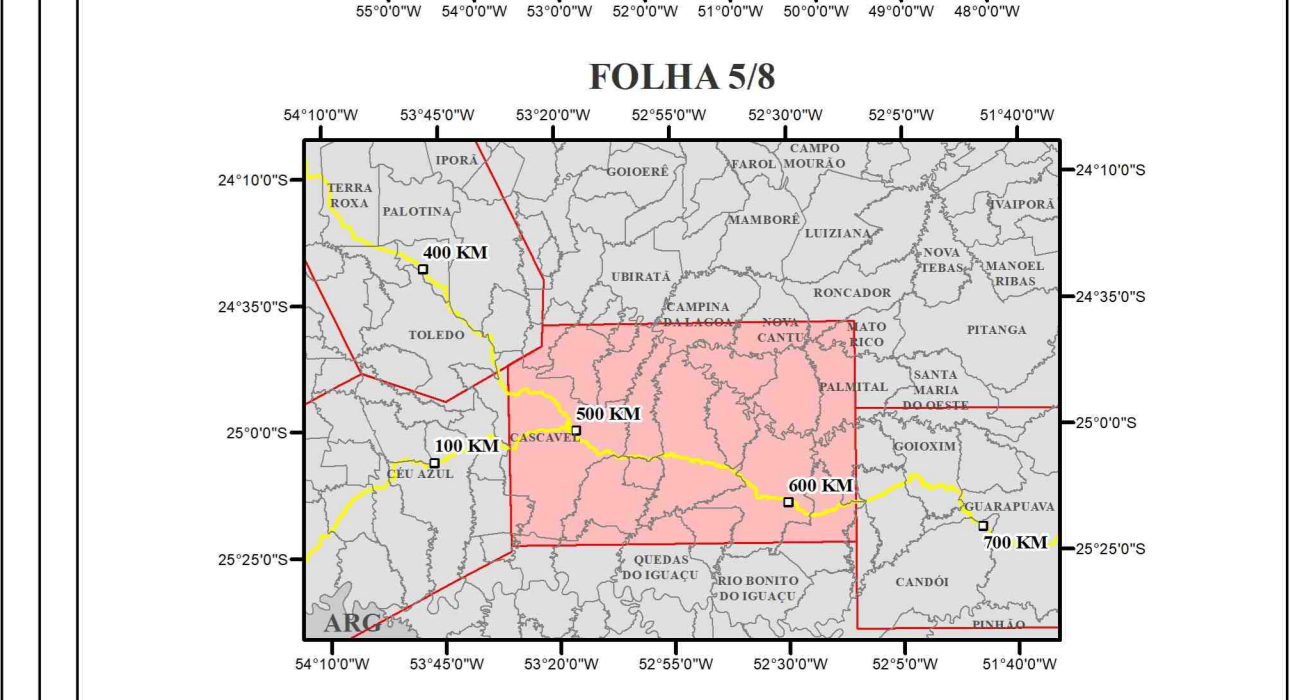 55°0'0"W 54°0'0"W 53°0'0"W 52°0'0"W 51°0'0"W 50°0'0"W 49°0'0"W 48°0'0"W
FOLHA 5/8
54°10'0"W 53°45'0"W 53°20'0"W 52°55'0"W 52°30'0"W 52°5'0"W 51°40'0"W
CAMPO
IPORÃ
GOIOERÊ
FAROL
MOURÃO
24°10'0"S
24°10'0"S
TERRA
ROXA
PALOTINA
IVAIPORÃ
MAMBORÊ
LUIZIANA
400 KM
NOVA
TEBAS
MANOEL
RIBAS
UBIRATÃ
RONCADOR
24°35'0"S
24°35'0"S
CAMPINA
DA LAGOA
NOVA
CANTU
MATO
RICO
TOLEDO
PITANGA
PALMITAL
SANTA
MARIA
DO OESTE
500 KM
25°0'0"S
25°0'0"S
100 KM
CASCAVEL
GOIOXIM
CÉU AZUL
600 KM
GUARAPUAVA
700 KM
25°25'0"S
25°25'0"S
QUEDAS
DO IGUAÇU
RIO BONITO
DO IGUAÇU
CANDÓI
ARG
PINHÃO
54°10'0"W 53°45'0"W 53°20'0"W 52°55'0"W 52°30'0"W 52°5'0"W 51°40'0"W